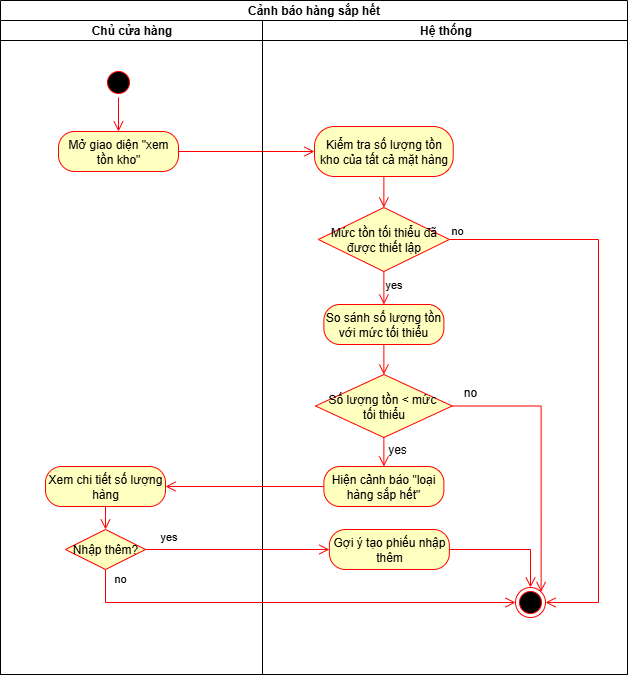 Cảnh báo hàng sắp hết
Chủ cửa hàng
Hệ thống
Mở giao diện "xem
tồn kho"
Kiểm tra số lượng tồn
kho của tất cả mặt hàng
Mức tồn tối thiểu đã
được thiết lập
no
yes
So sánh số lượng tồn
với mức tối thiểu
Số lượng tồn < mức
tối thiểu
no
yes
Hiện cảnh báo "loại
hàng sắp hết"
Xem chi tiết số lượng
hàng
Nhập thêm?
yes
Gợi ý tạo phiếu nhập
thêm
no